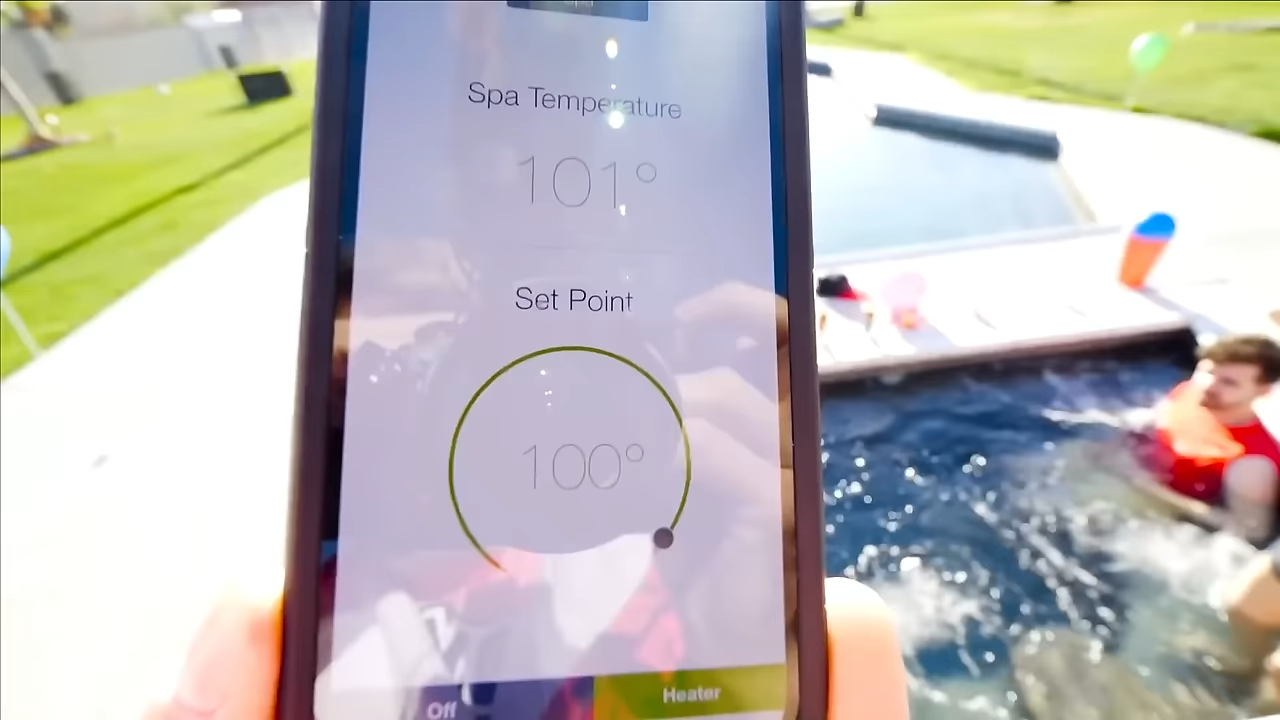 Spa Temperature
101°
Set Point
100°
Off
Heater